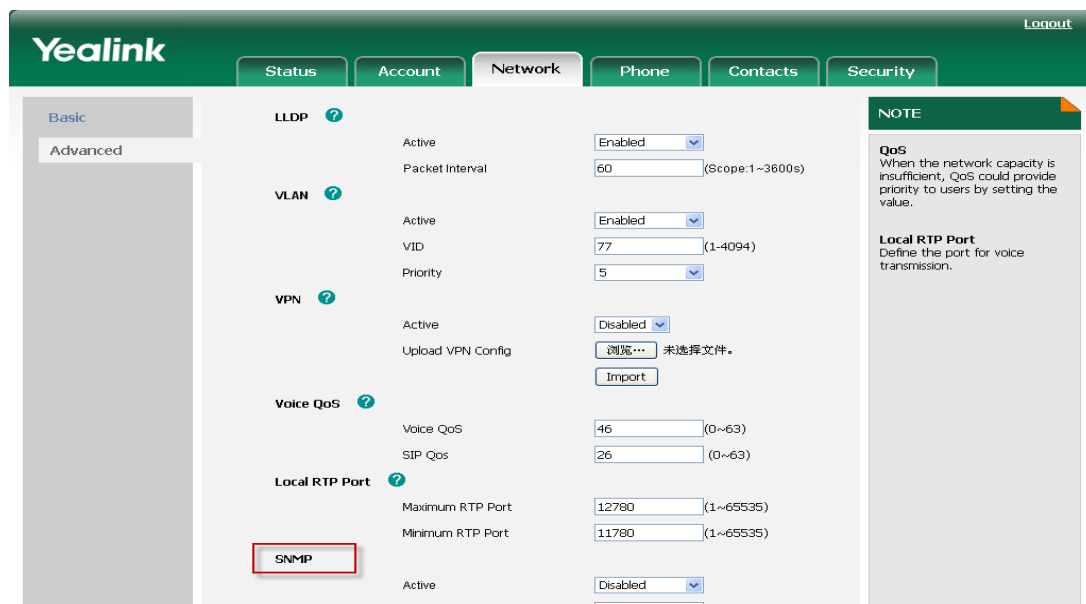 Logout
Yealink
Status Account Network Phone Contacts Security
Basic
Advanced
LLDP ?
Active Enabled
Packet Interval 60 (Scope:1~3600s)
VLAN ?
Active Enabled
VID 77 (1-4094)
Priority 5
VPN ?
Active Disabled
Upload VPN Config 浏览… 未选择文件。
Import
Voice QoS ?
Voice QoS 46 (0~63)
SIP Qos 26 (0~63)
Local RTP Port ?
Maximum RTP Port 12780 (1~65535)
Minimum RTP Port 11780 (1~65535)
SNMP
Active Disabled
NOTE
QoS
When the network capacity is
insufficient, QoS could provide
priority to users by setting the
value.
Local RTP Port
Define the port for voice
transmission.